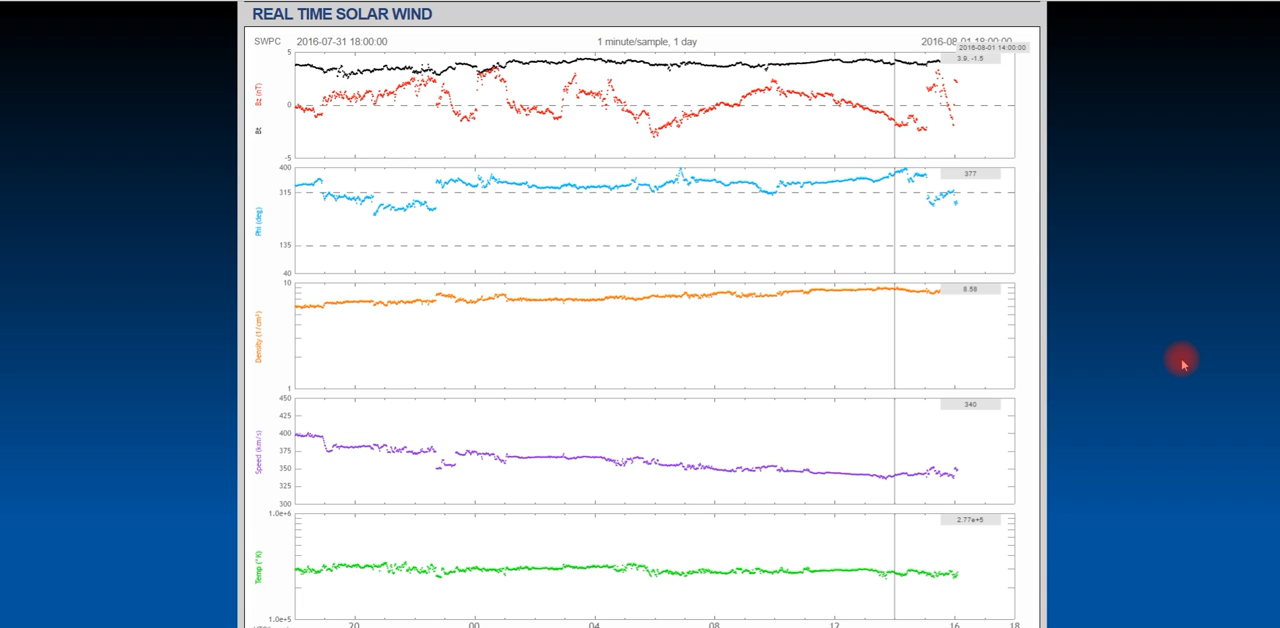 REAL TIME SOLAR WIND
SWPC 2016-07-31 18:00:00 1 minute/sample, 1 day 2016-08-01 18:00:00
2016-08-01 14:00:00
3.9, -1.5
5
0
-5
Bt Bz (nT)
377
400
315
135
40
Phi (deg)
8.58
10
1
Density (1/cm³)
340
450
425
400
375
350
325
300
Speed (km/s)
2.77e+5
1.0e+6
1.0e+5
Temp (°K)
20 00 04 08 12 16 18